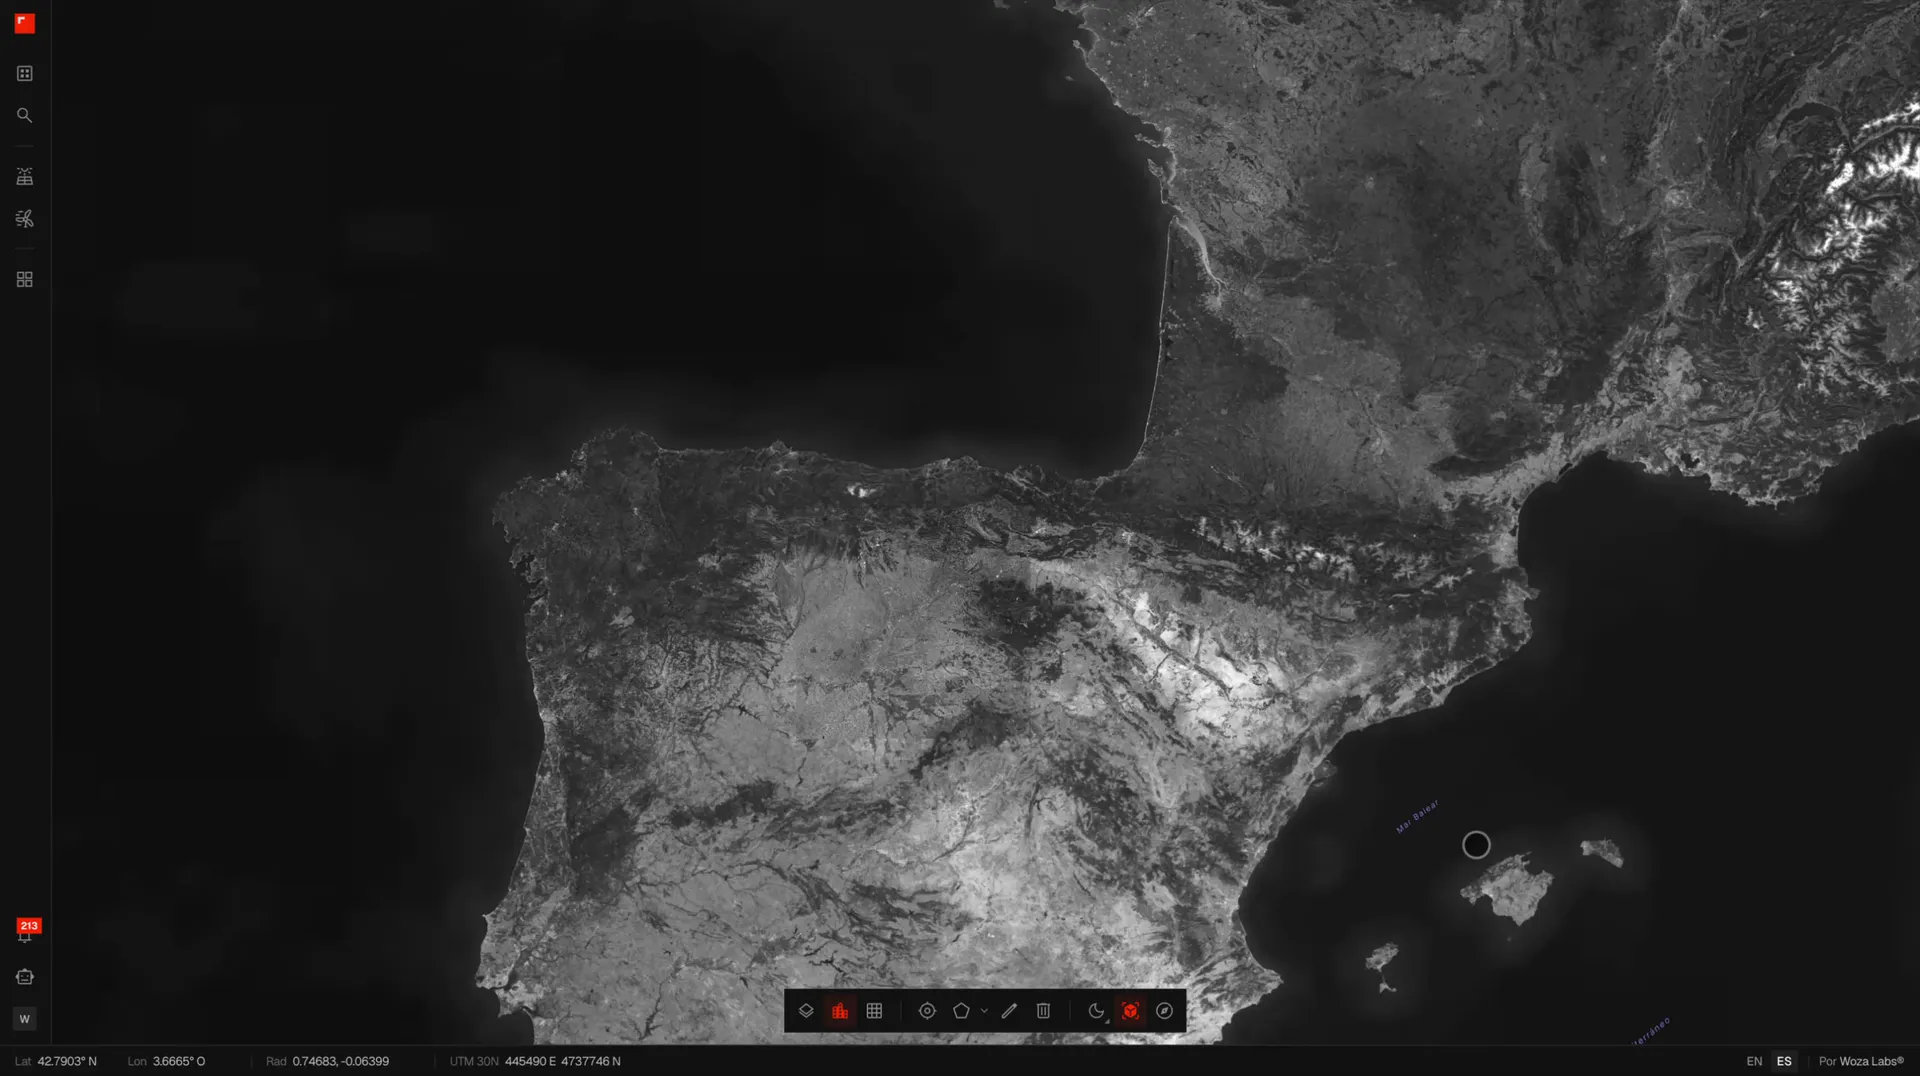 Mar Balear
terráneo
213
W
Lat 42.7903° N Lon 3.6665° O Rad 0.74683, -0.06399 UTM 30N 445490 E 4737746 N EN ES Por Woza Labs®